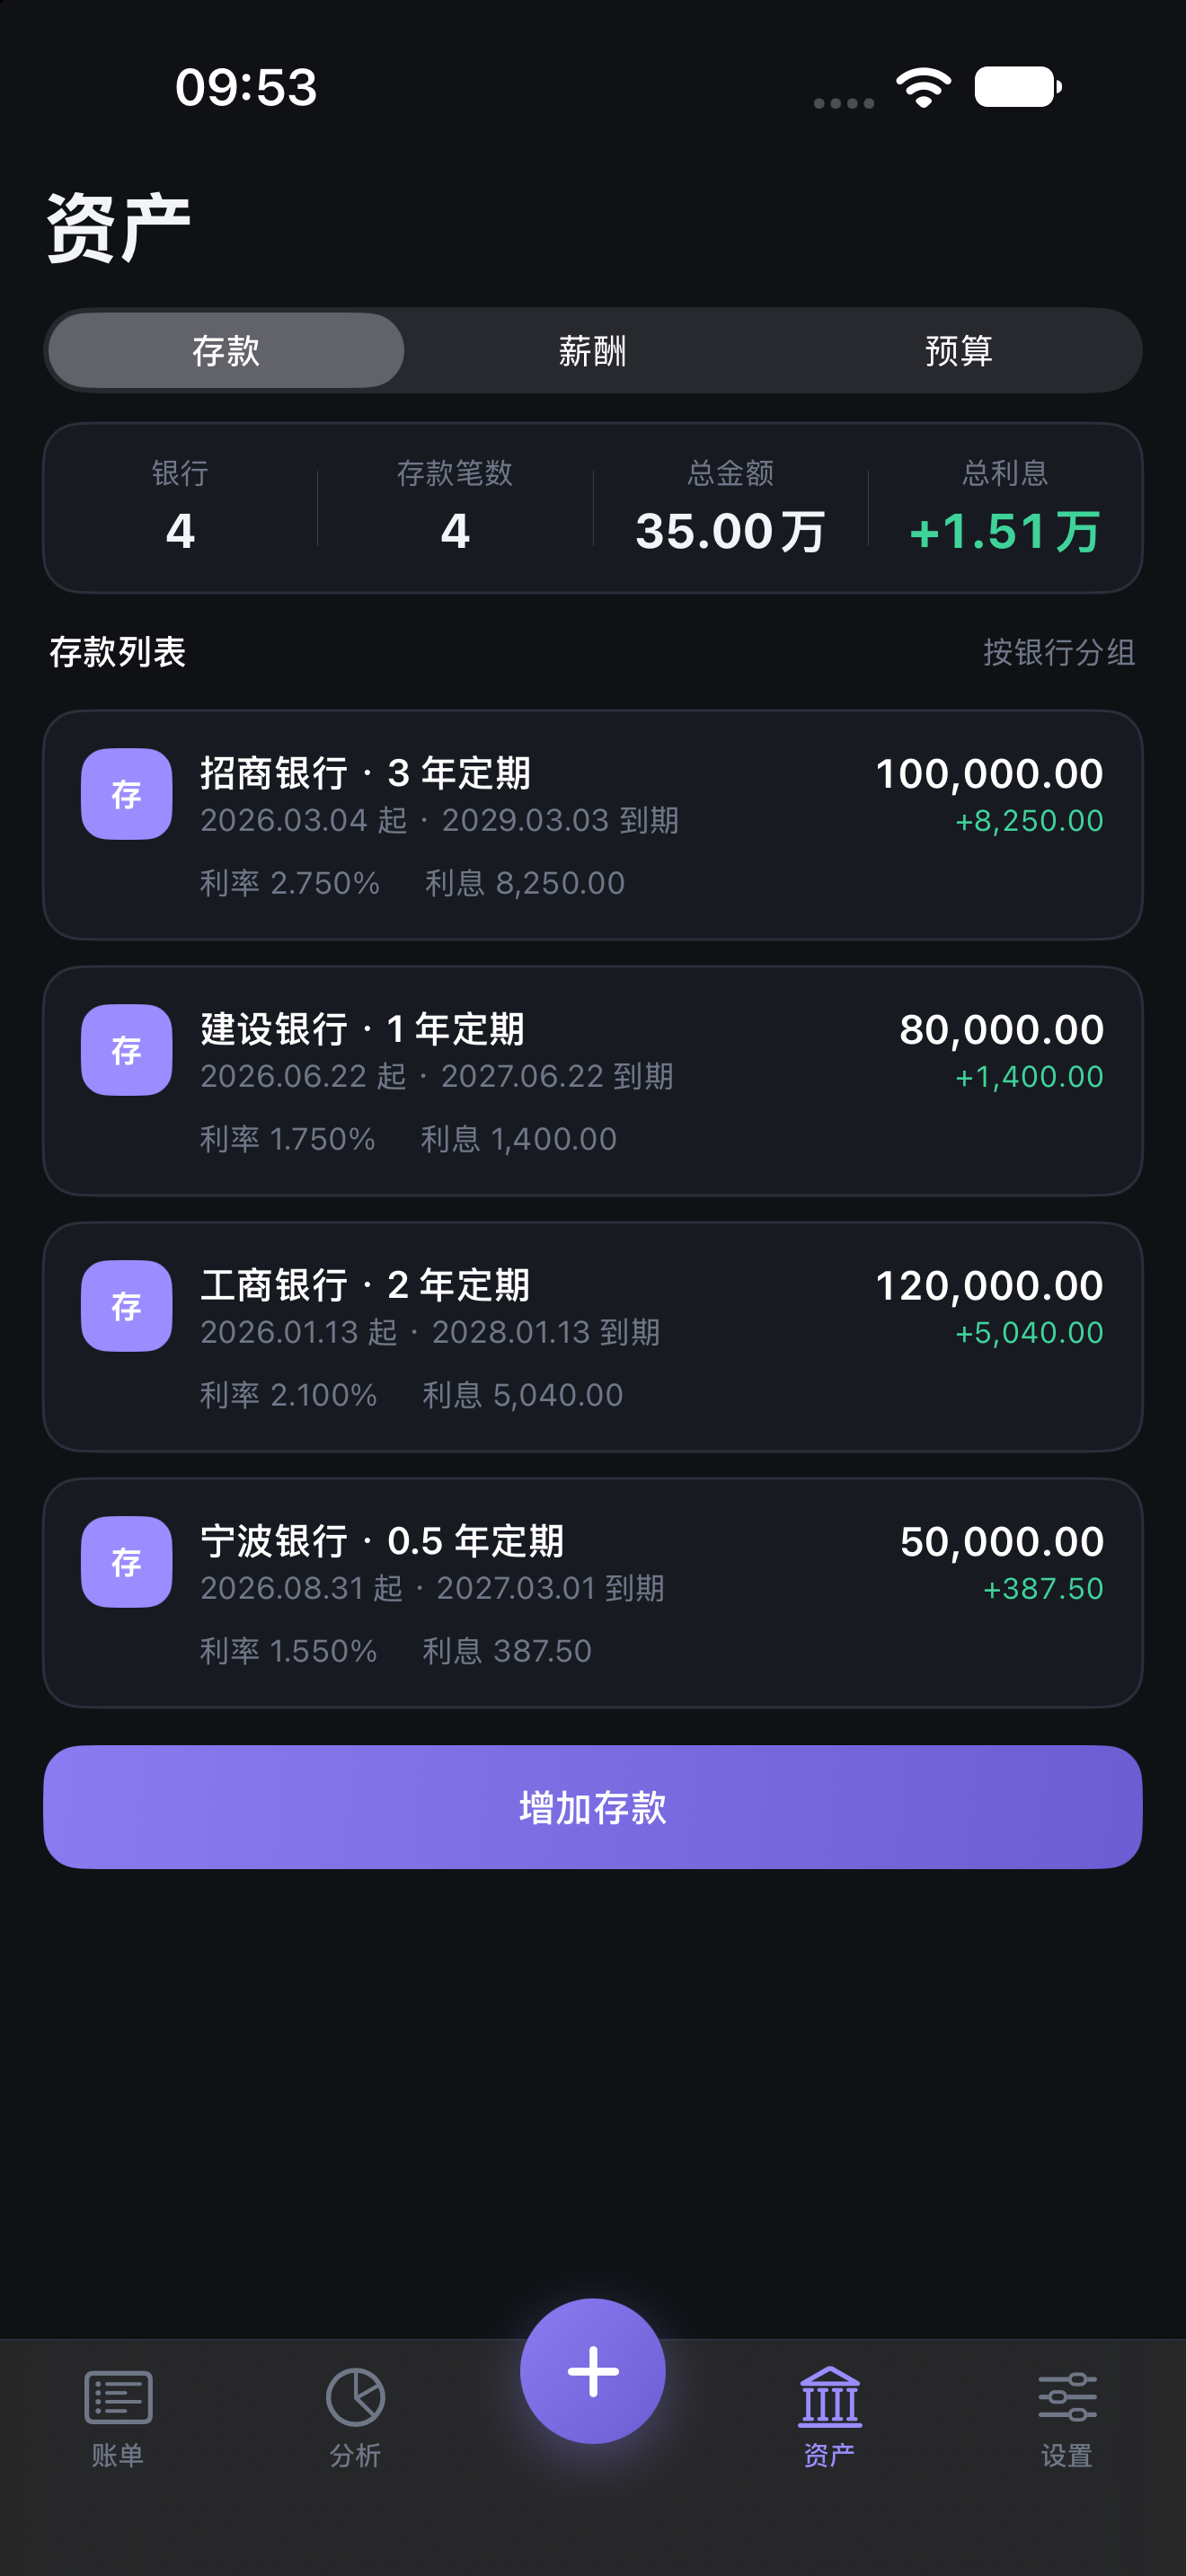 09:53
资产
存款 薪酬 预算
银行 存款笔数 总金额 总利息
4 4 35.00万 +1.51万
存款列表 按银行分组
存 招商银行 · 3 年定期 100,000.00
2026.03.04 起 · 2029.03.03 到期 +8,250.00
利率 2.750% 利息 8,250.00
存 建设银行 · 1 年定期 80,000.00
2026.06.22 起 · 2027.06.22 到期 +1,400.00
利率 1.750% 利息 1,400.00
存 工商银行 · 2 年定期 120,000.00
2026.01.13 起 · 2028.01.13 到期 +5,040.00
利率 2.100% 利息 5,040.00
存 宁波银行 · 0.5 年定期 50,000.00
2026.08.31 起 · 2027.03.01 到期 +387.50
利率 1.550% 利息 387.50
增加存款
账单 分析 资产 设置